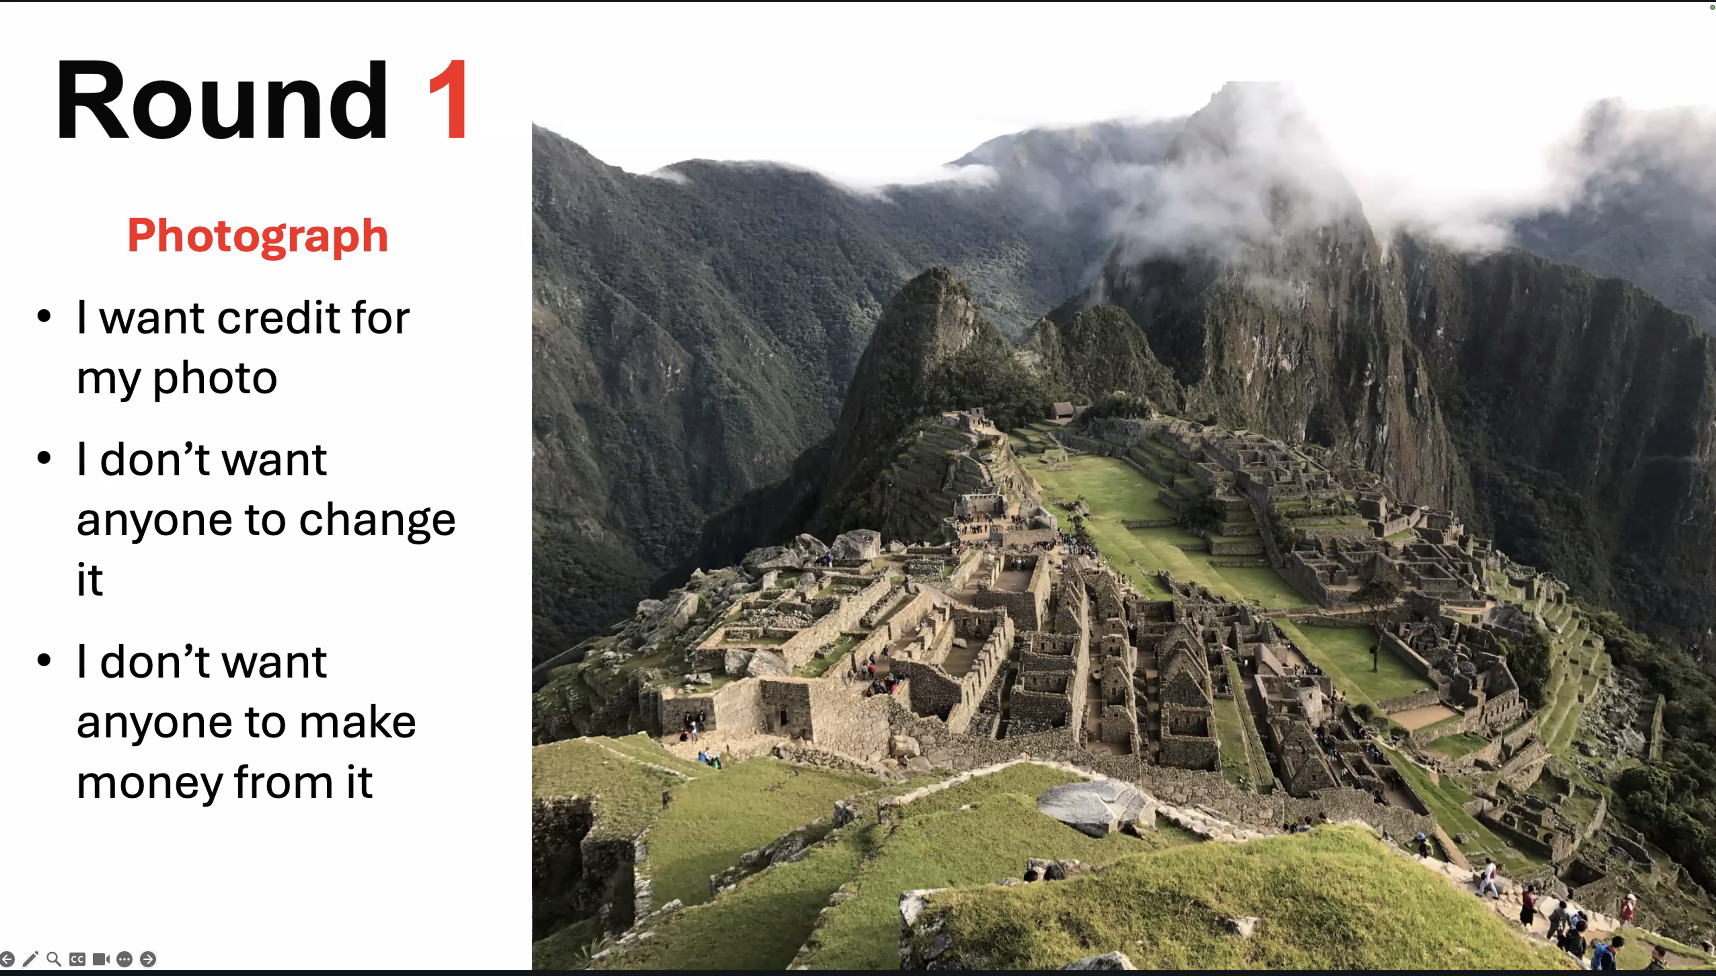 Round 1
Photograph
• I want credit for
my photo
• I don’t want
anyone to change
it
• I don’t want
anyone to make
money from it
CC